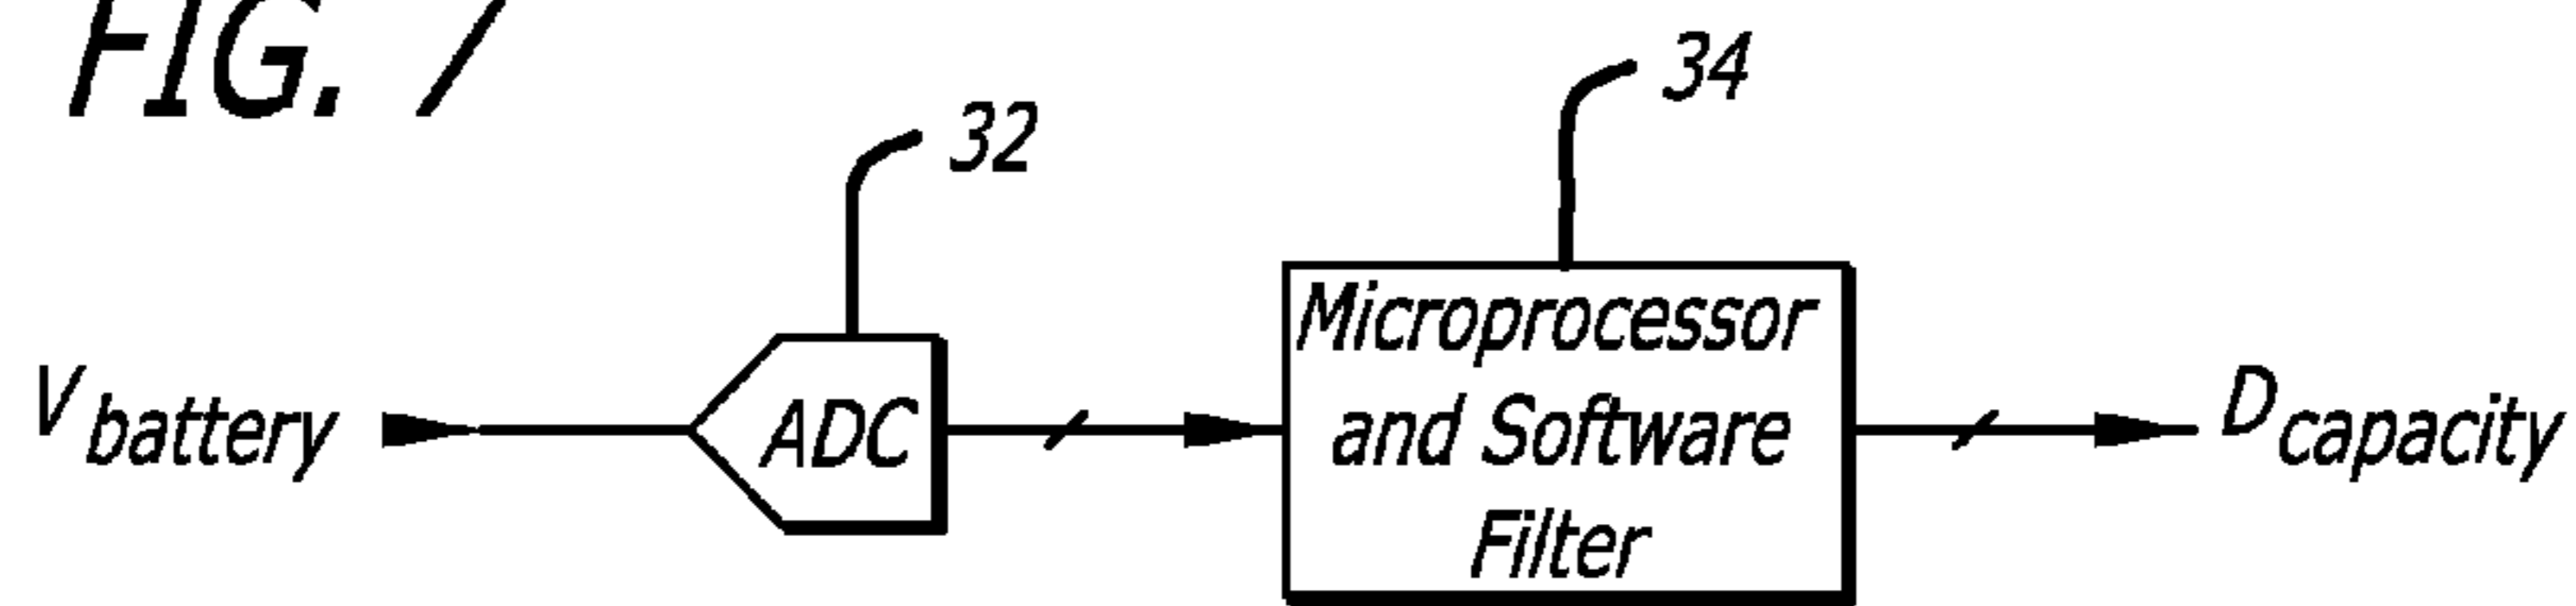 FIG. 7
32
34
V battery
ADC
Microprocessor
and Software
Filter
D capacity